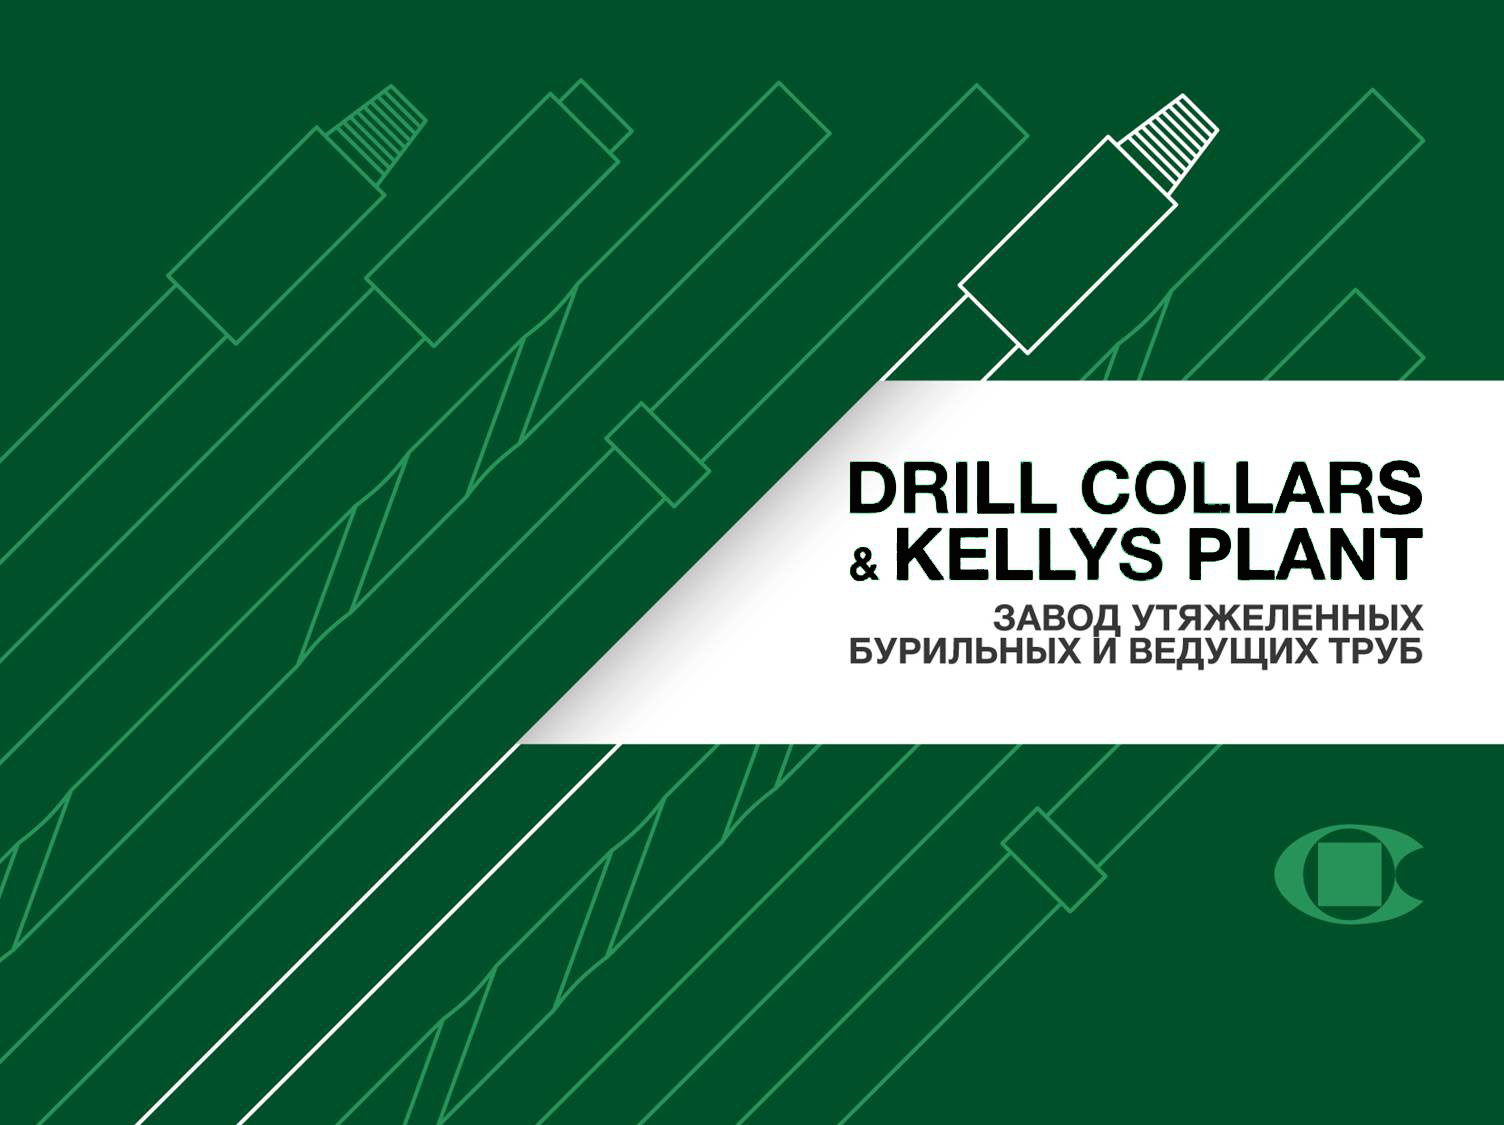 DRILL COLLARS
& KELLYS PLANT
ЗАВОД УТЯЖЕЛЕННЫХ
БУРИЛЬНЫХ И ВЕДУЩИХ ТРУБ